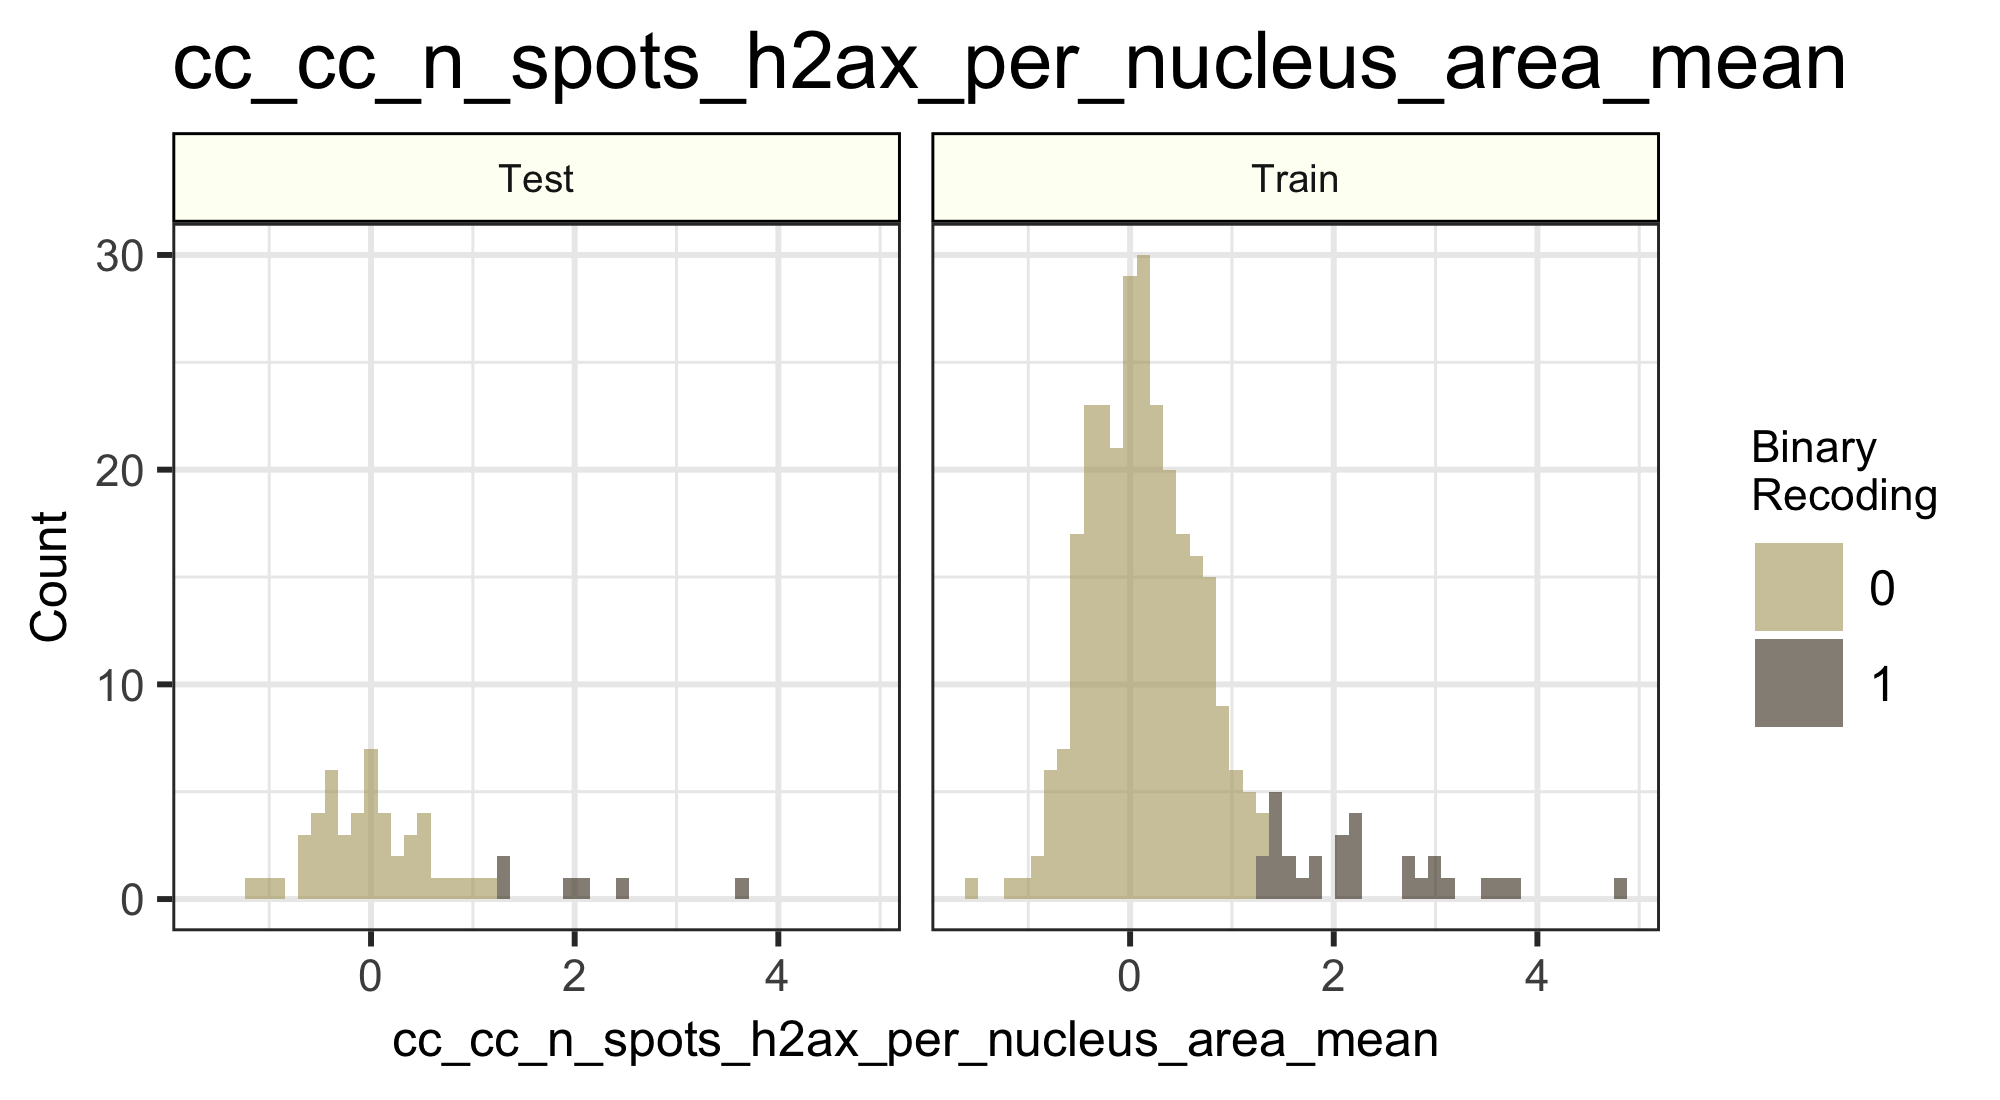 cc_cc_n_spots_h2ax_per_nucleus_area_mean
Test
Train
30
20
10
0
Count
0
2
4
0
2
4
cc_cc_n_spots_h2ax_per_nucleus_area_mean
Binary
Recoding
0
1